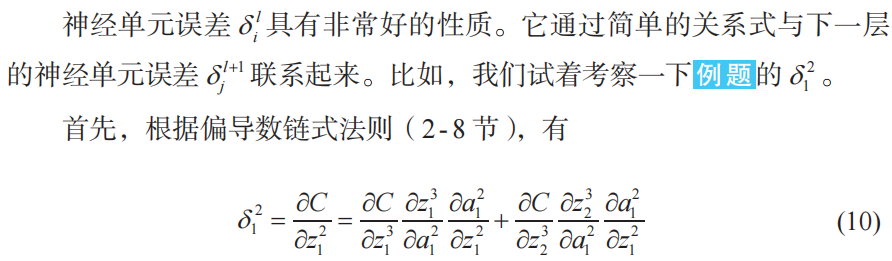 神经单元误差 $\delta_i^l$ 具有非常好的性质。它通过简单的关系式与下一层
的神经单元误差 $\delta_j^{l+1}$ 联系起来。比如，我们试着考察一下例题的 $\delta_1^2$ 。
首先，根据偏导数链式法则（2-8 节），有
$\delta_1^2 = \frac{\partial C}{\partial z_1^2} = \frac{\partial C}{\partial z_1^3} \frac{\partial z_1^3}{\partial a_1^2} \frac{\partial a_1^2}{\partial z_1^2} + \frac{\partial C}{\partial z_2^3} \frac{\partial z_2^3}{\partial a_1^2} \frac{\partial a_1^2}{\partial z_1^2}$ (10)